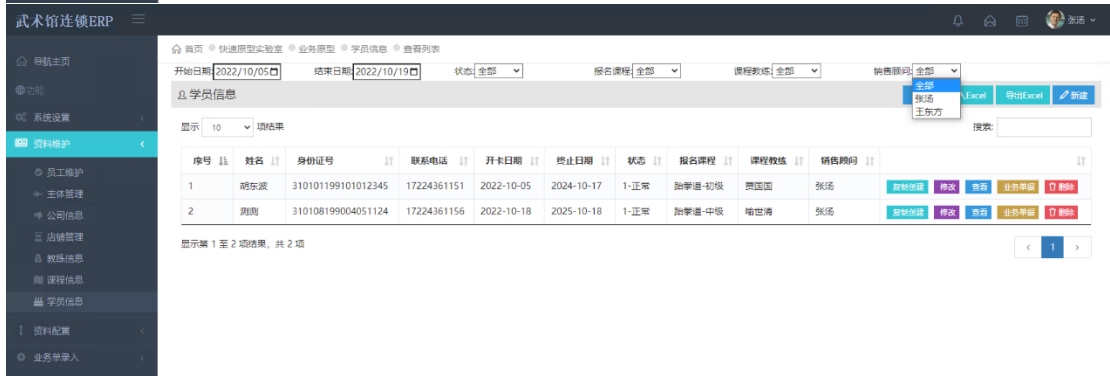 武术馆连锁ERP
张汤
首页 快速原型实验室 业务原型 学员信息 查看列表
导航主页
开始日期: 2022/10/05 结束日期: 2022/10/19 状态: 全部 报名课程: 全部 课程教练: 全部 销售顾问: 全部
全部
张汤
王东方
功能
学员信息
Excel 导出Excel 新建
系统设置
显示 10 项结果 搜索:
资料维护
序号 姓名 身份证号 联系电话 开卡日期 终止日期 状态 报名课程 课程教练 销售顾问
员工维护
1 胡东波 310101199101012345 17224361151 2022-10-05 2024-10-17 1-正常 跆拳道-初级 贾国国 张汤 复制创建 修改 查看 业务单据 删除
主体管理
2 测测 310108199004051124 17224361156 2022-10-18 2025-10-18 1-正常 跆拳道-中级 喻世清 张汤 复制创建 修改 查看 业务单据 删除
公司信息
店铺管理
显示第 1 至 2 项结果，共 2 项 1
教练信息
课程信息
学员信息
资料配置
业务单录入